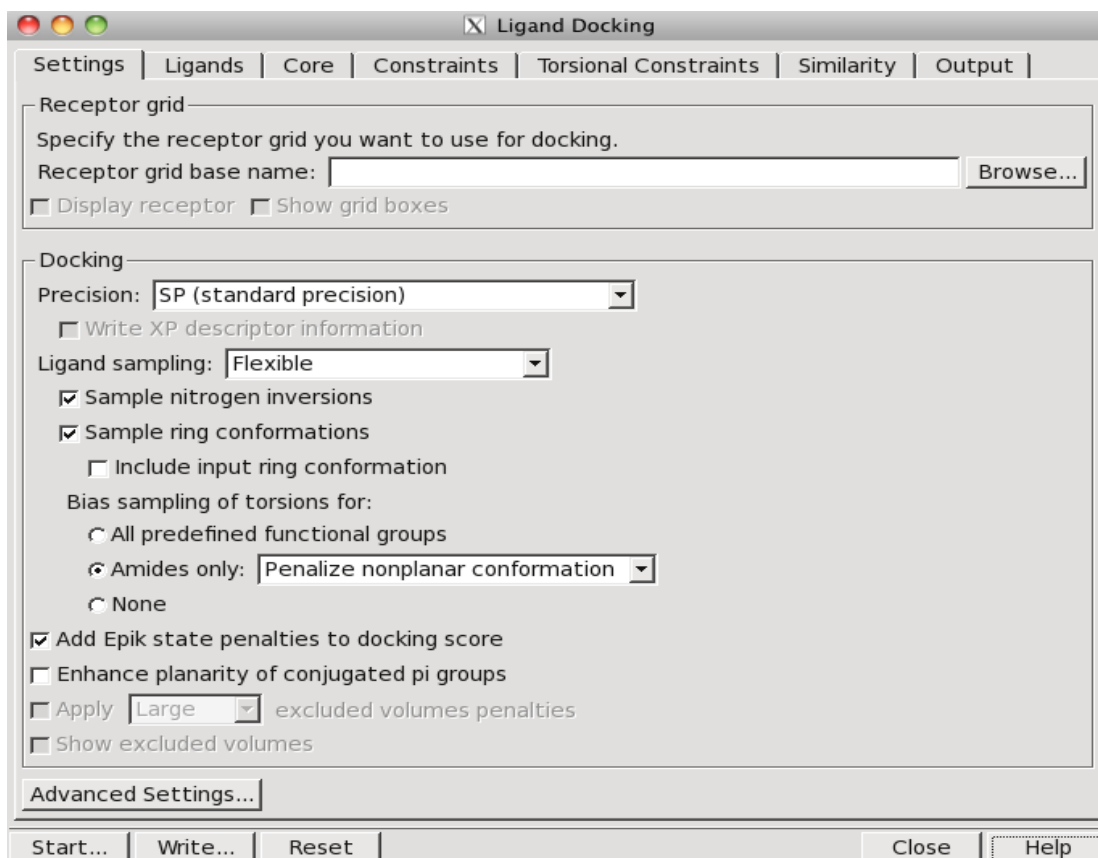 X Ligand Docking
Settings Ligands Core Constraints Torsional Constraints Similarity Output
Receptor grid
Specify the receptor grid you want to use for docking.
Receptor grid base name: Browse...
Display receptor Show grid boxes
Docking
Precision: SP (standard precision)
Write XP descriptor information
Ligand sampling: Flexible
Sample nitrogen inversions
Sample ring conformations
Include input ring conformation
Bias sampling of torsions for:
All predefined functional groups
Amides only: Penalize nonplanar conformation
None
Add Epik state penalties to docking score
Enhance planarity of conjugated pi groups
Apply Large excluded volumes penalties
Show excluded volumes
Advanced Settings...
Start... Write... Reset Close Help